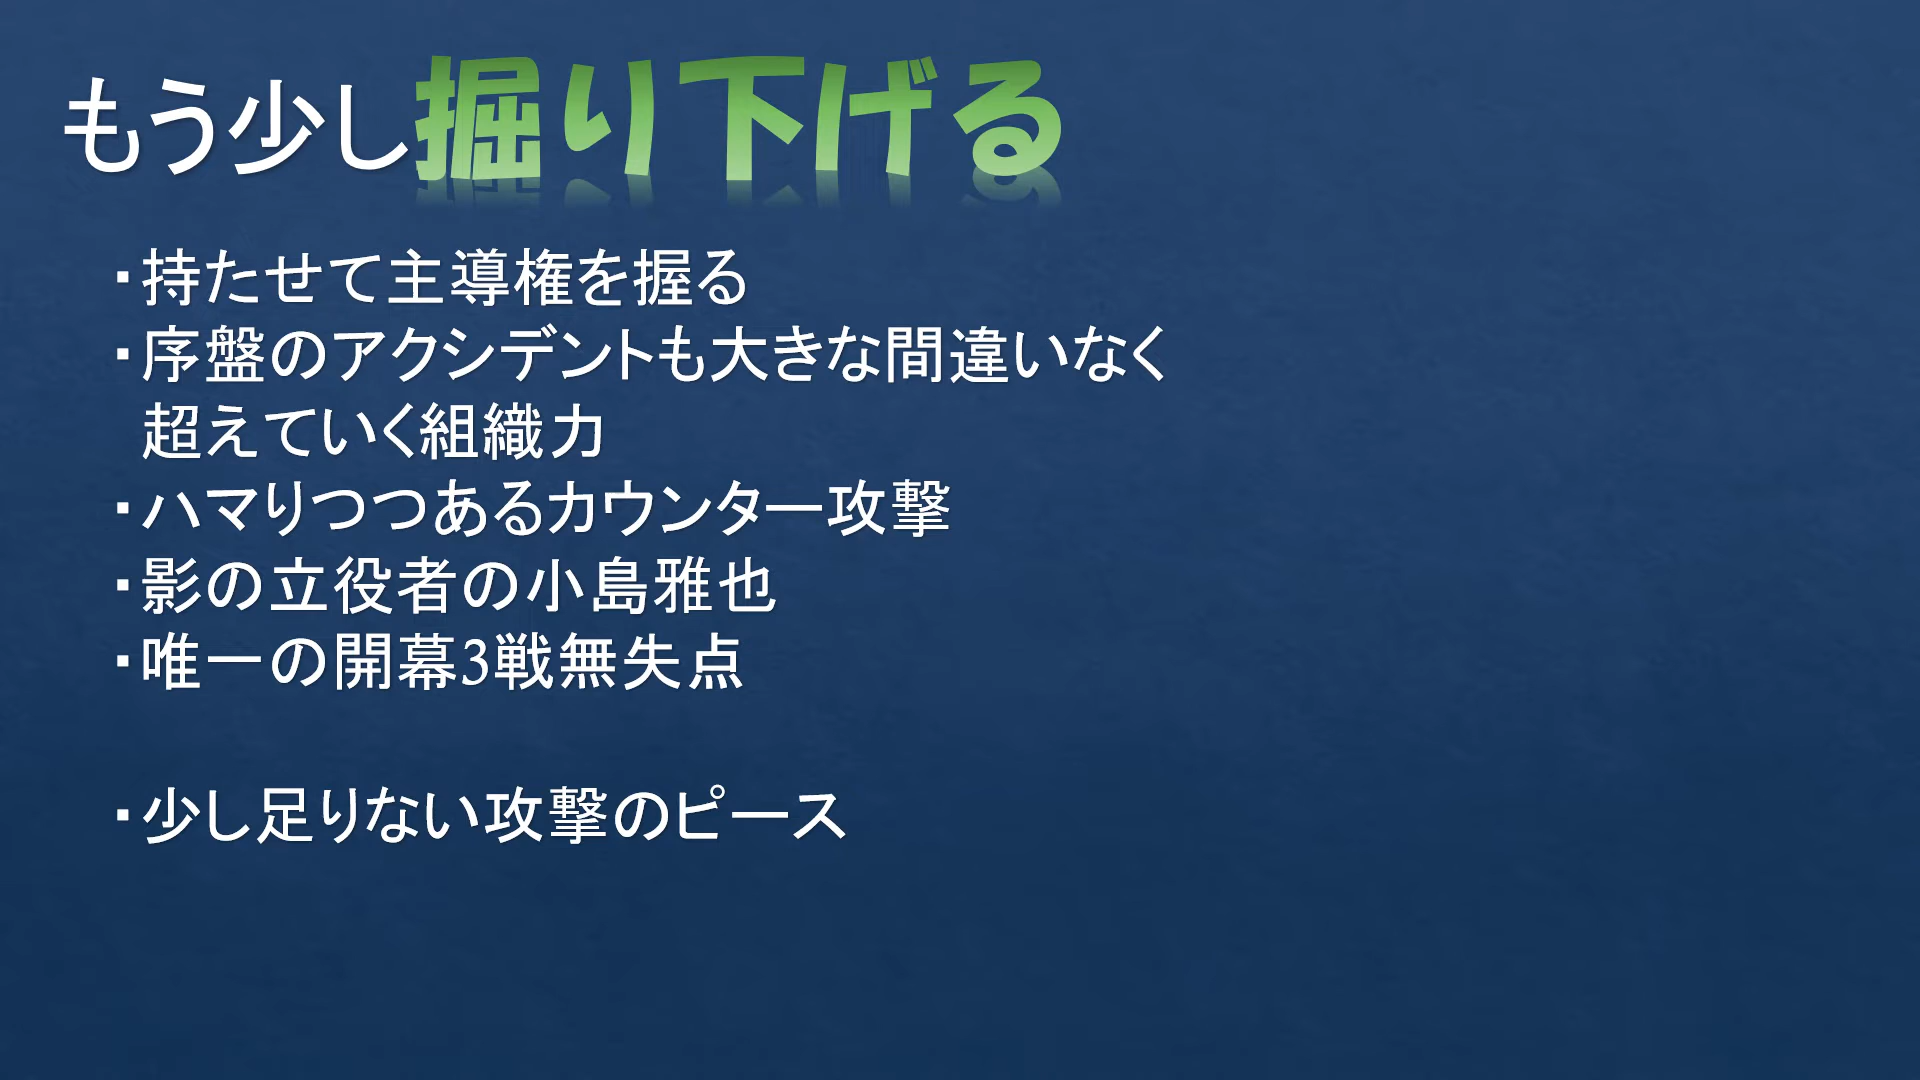 もう少し掘り下げる
・持たせて主導権を握る
・序盤のアクシデントも大きな間違いなく
超えていく組織力
・ハマりつつあるカウンター攻撃
・影の立役者の小島雅也
・唯一の開幕3戦無失点
・少し足りない攻撃のピース